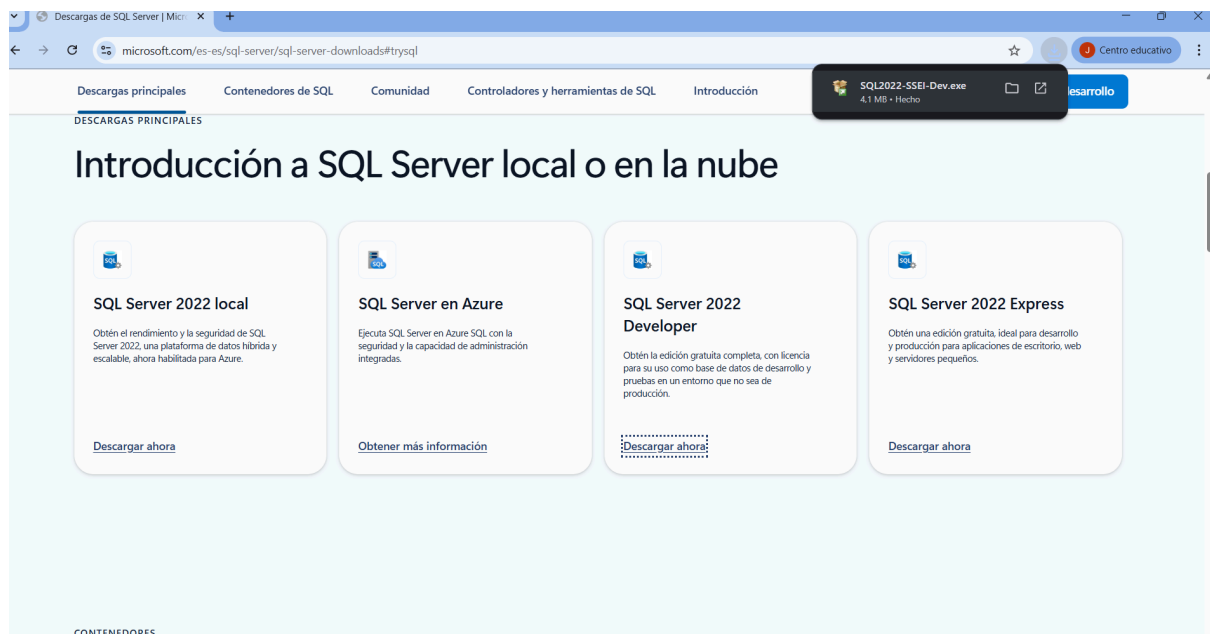 Descargas de SQL Server | Micr
microsoft.com/es-es/sql-server/sql-server-downloads#trysql
J
Centro educativo
Descargas principales
Contenedores de SQL
Comunidad
Controladores y herramientas de SQL
Introducción
SQL2022-SSEI-Dev.exe
4,1 MB • Hecho
esarrollo
DESCARGAS PRINCIPALES
Introducción a SQL Server local o en la nube
SQL
SQL Server 2022 local
Obtén el rendimiento y la seguridad de SQL
Server 2022, una plataforma de datos híbrida y
escalable, ahora habilitada para Azure.
Descargar ahora
SQL
SQL Server en Azure
Ejecuta SQL Server en Azure SQL con la
seguridad y la capacidad de administración
integradas.
Obtener más información
SQL
SQL Server 2022
Developer
Obtén la edición gratuita completa, con licencia
para su uso como base de datos de desarrollo y
pruebas en un entorno que no sea de
producción.
Descargar ahora
SQL
SQL Server 2022 Express
Obtén una edición gratuita, ideal para desarrollo
y producción para aplicaciones de escritorio, web
y servidores pequeños.
Descargar ahora
CONTENEDORES